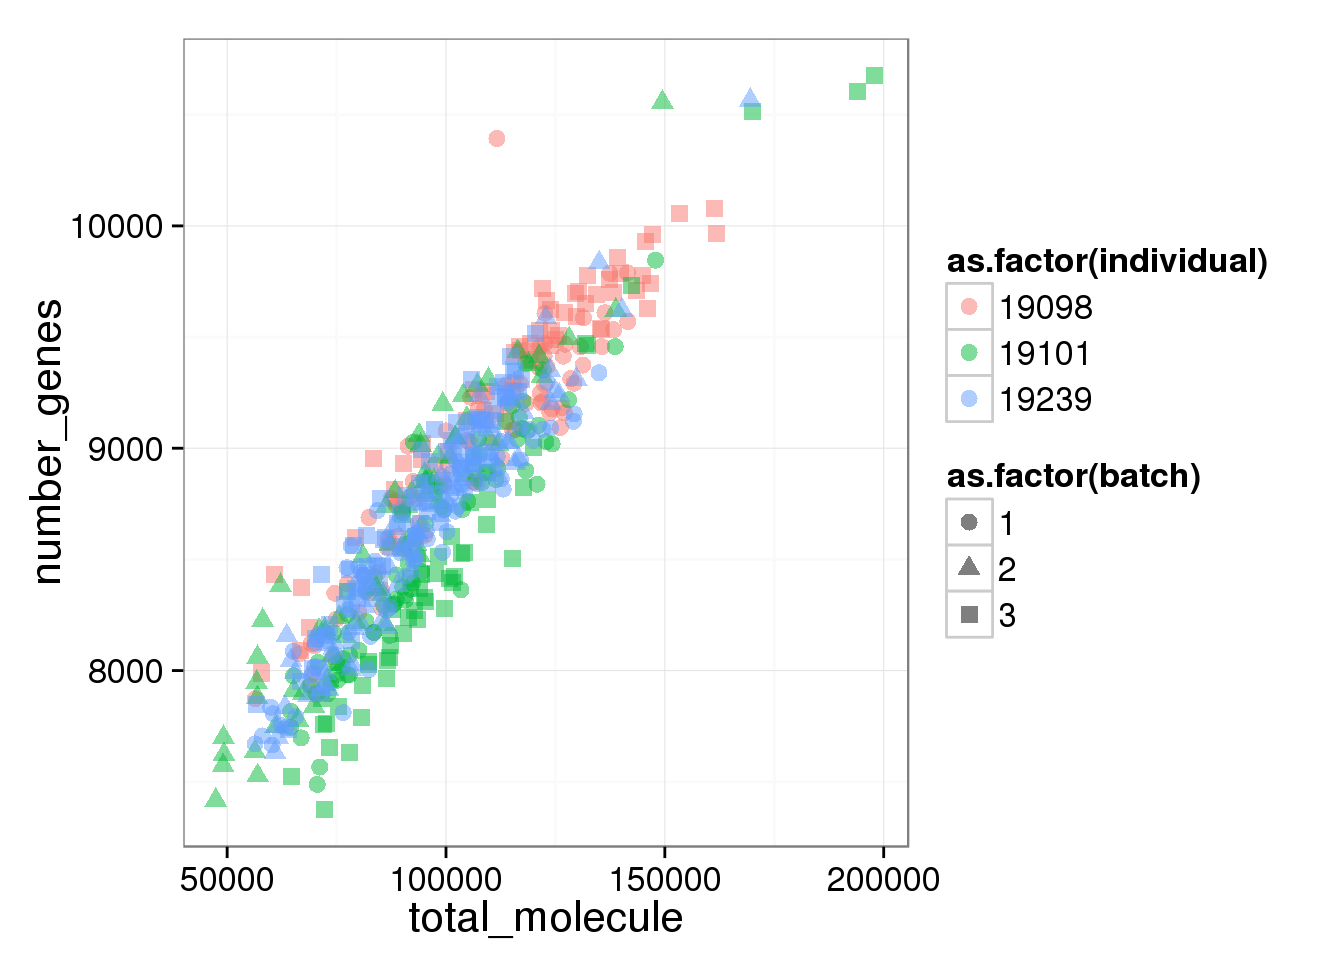 number_genes
10000
9000
8000
50000 100000 150000 200000
total_molecule
as.factor(individual)
19098
19101
19239
as.factor(batch)
1
2
3